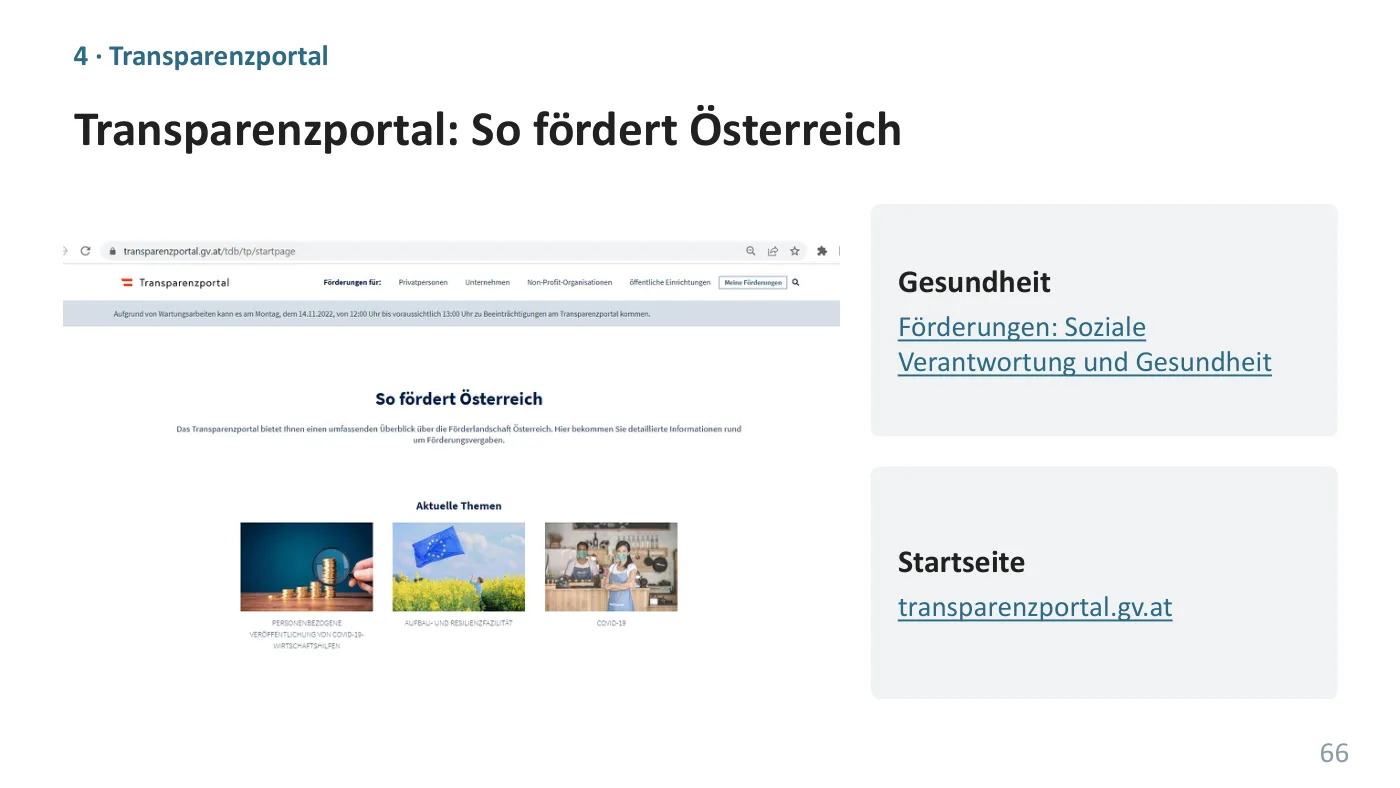 4 · Transparenzportal
Transparenzportal: So fördert Österreich
transparenzportal.gv.at/tdb/tp/startpage
Transparenzportal
Förderungen für:
Privatpersonen
Unternehmen
Non-Profit-Organisationen
öffentliche Einrichtungen
Meine Förderungen
Aufgrund von Wartungsarbeiten kann es am Montag, dem 14.11.2022, von 12:00 Uhr bis voraussichtlich 13:00 Uhr zu Beeinträchtigungen am Transparenzportal kommen.
So fördert Österreich
Das Transparenzportal bietet Ihnen einen umfassenden Überblick über die Förderlandschaft Österreich. Hier bekommen Sie detaillierte Informationen rund
um Förderungsvergaben.
Aktuelle Themen
PERSONENBEZOGENE
VERÖFFENTLICHUNG VON COVID-19-
WIRTSCHAFTSHILFEN
AUFBAU- UND RESILIENZFAZILITÄT
COVID-19
Gesundheit
Förderungen: Soziale
Verantwortung und Gesundheit
Startseite
transparenzportal.gv.at
66